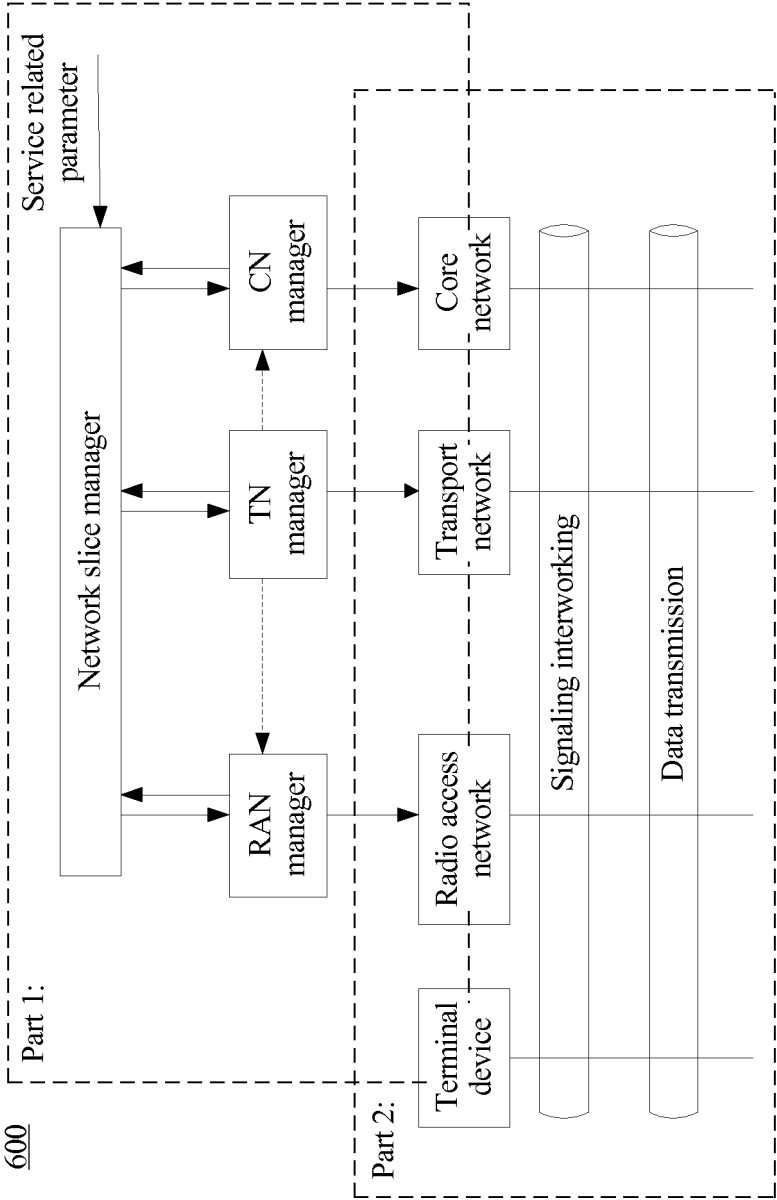 600
Part 1:
Service related
parameter
Network slice manager
RAN
manager
TN
manager
CN
manager
Part 2:
Terminal
device
Radio access
network
Transport
network
Core
network
Signaling interworking
Data transmission